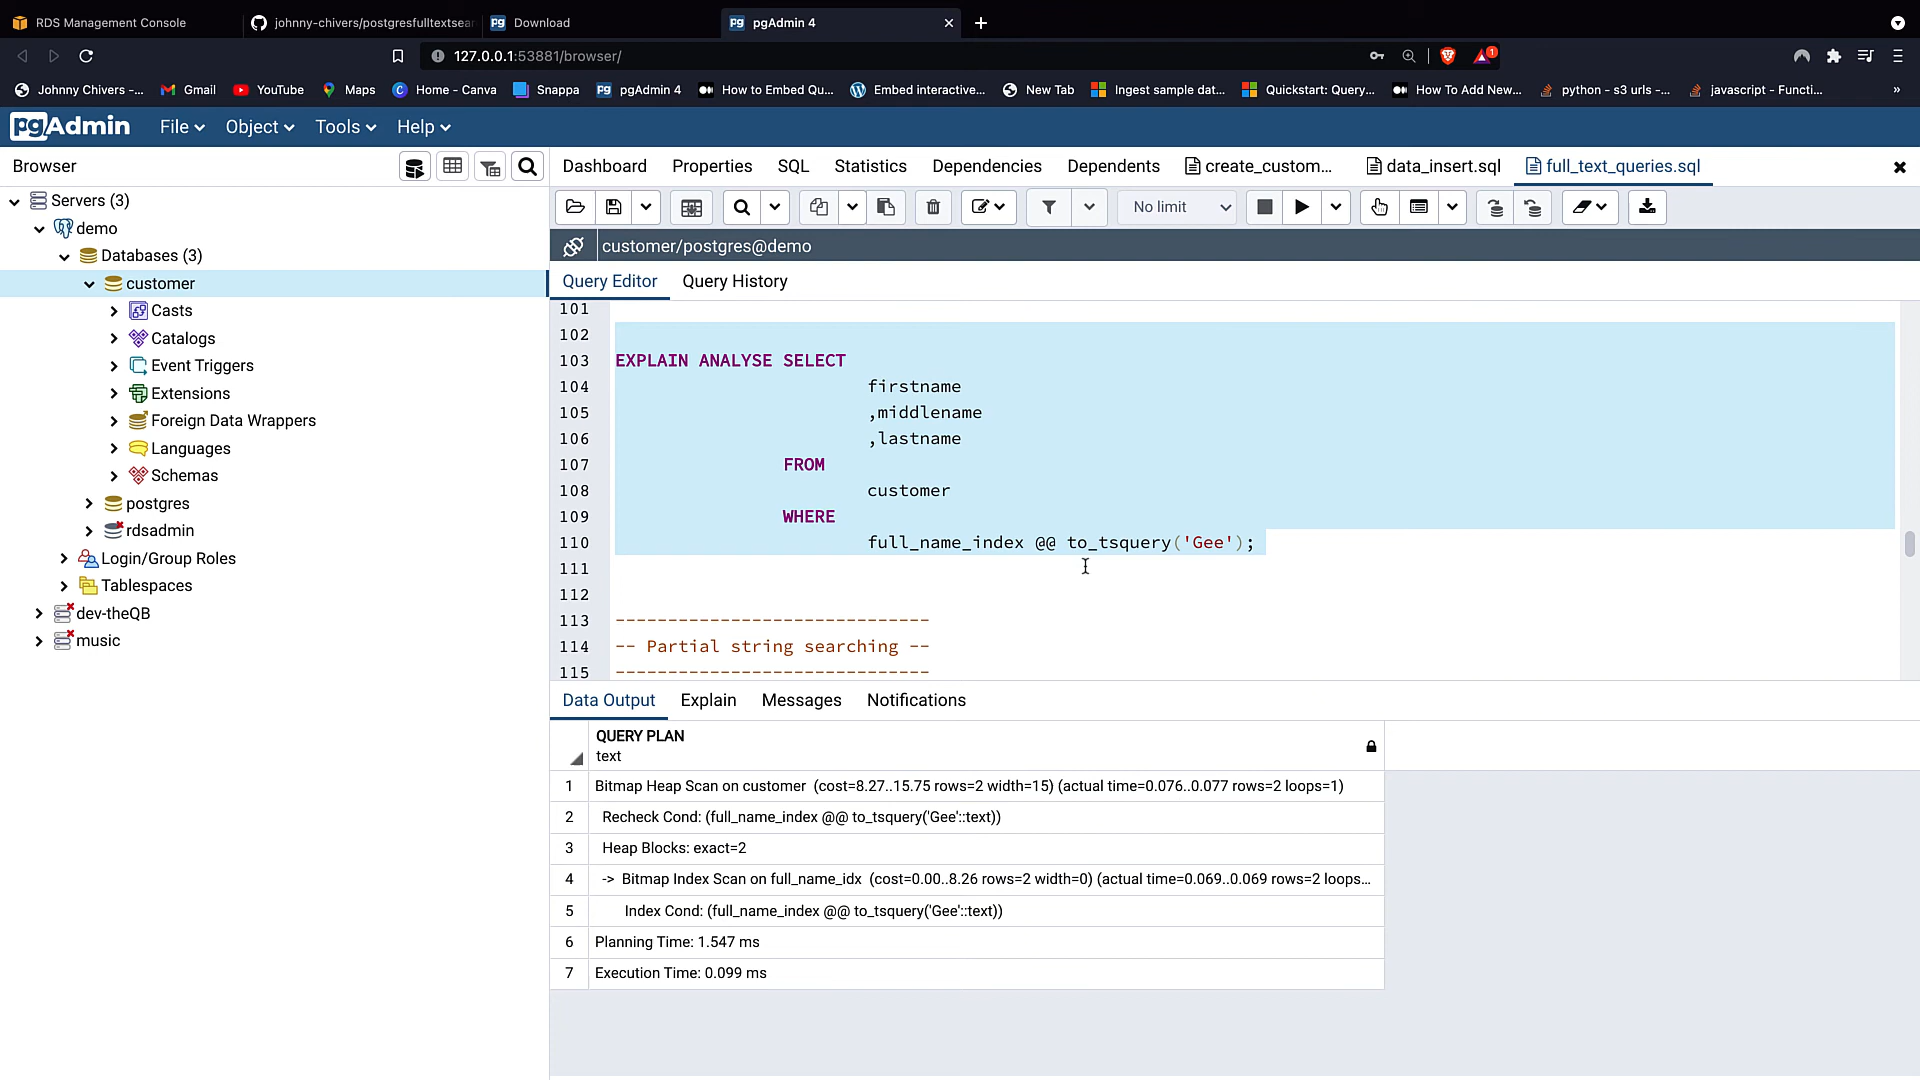 RDS Management Console
johnny-chivers/postgresfulltextsear
Download
pgAdmin 4
127.0.0.1:53881/browser/
1
Johnny Chivers –...
Gmail
YouTube
Maps
Home - Canva
Snappa
pgAdmin 4
How to Embed Qu...
Embed interactive...
New Tab
Ingest sample dat...
Quickstart: Query...
How To Add New...
python - s3 urls -...
javascript - Functi...
»
pgAdmin
File
Object
Tools
Help
Browser
Dashboard
Properties
SQL
Statistics
Dependencies
Dependents
create_custom...
data_insert.sql
full_text_queries.sql
Servers (3)
demo
Databases (3)
customer
Casts
Catalogs
Event Triggers
Extensions
Foreign Data Wrappers
Languages
Schemas
postgres
rdsadmin
Login/Group Roles
Tablespaces
dev-theQB
music
No limit
customer/postgres@demo
Query Editor
Query History
101
102
103 EXPLAIN ANALYSE SELECT
104 firstname
105 ,middlename
106 ,lastname
107 FROM
108 customer
109 WHERE
110 full_name_index @@ to_tsquery('Gee');
111
112
113 ------------------------------
114 -- Partial string searching --
115 ------------------------------
Data Output
Explain
Messages
Notifications
QUERY PLAN
text
1 Bitmap Heap Scan on customer (cost=8.27..15.75 rows=2 width=15) (actual time=0.076..0.077 rows=2 loops=1)
2 Recheck Cond: (full_name_index @@ to_tsquery('Gee'::text))
3 Heap Blocks: exact=2
4 -> Bitmap Index Scan on full_name_idx (cost=0.00..8.26 rows=2 width=0) (actual time=0.069..0.069 rows=2 loops...
5 Index Cond: (full_name_index @@ to_tsquery('Gee'::text))
6 Planning Time: 1.547 ms
7 Execution Time: 0.099 ms